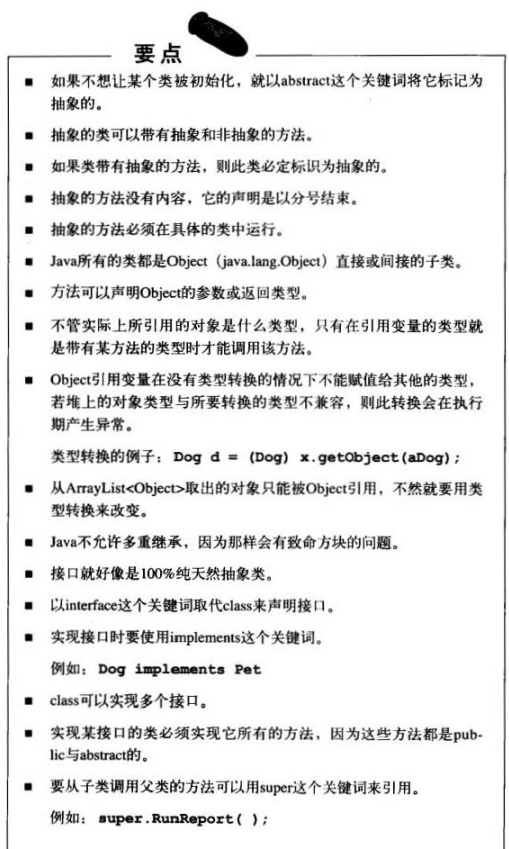 要点
■ 如果不想让某个类被初始化，就以abstract这个关键词将它标记为
抽象的。
■ 抽象的类可以带有抽象和非抽象的方法。
■ 如果类带有抽象的方法，则此类必定标识为抽象的。
■ 抽象的方法没有内容，它的声明是以分号结束。
■ 抽象的方法必须在具体的类中运行。
■ Java所有的类都是Object（java.lang.Object）直接或间接的子类。
■ 方法可以声明Object的参数或返回类型。
■ 不管实际上所引用的对象是什么类型，只有在引用变量的类型就
是带有某方法的类型时才能调用该方法。
■ Object引用变量在没有类型转换的情况下不能赋值给其他的类型，
若堆上的对象类型与所要转换的类型不兼容，则此转换会在执行
期产生异常。
类型转换的例子：Dog d = (Dog) x.getObject(aDog);
■ 从ArrayList<Object>取出的对象只能被Object引用，不然就要用类
型转换来改变。
■ Java不允许多重继承，因为那样会有致命方块的问题。
■ 接口就好像是100%纯天然抽象类。
■ 以interface这个关键词取代class来声明接口。
■ 实现接口时要使用implements这个关键词。
例如：Dog implements Pet
■ class可以实现多个接口。
■ 实现某接口的类必须实现它所有的方法，因为这些方法都是pub-
lic与abstract的。
■ 要从子类调用父类的方法可以用super这个关键词来引用。
例如：super.RunReport( );